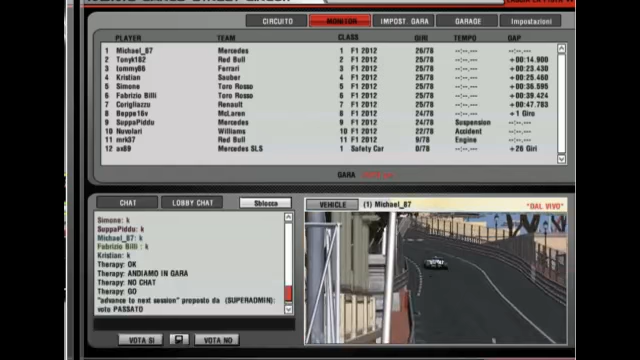 CIRCUITO MONITOR IMPOST. GARA GARAGE Impostazioni
PLAYER TEAM CLASS GIRI TEMPO GAP
1 Michael_87 Mercedes 1 F1 2012 26/78 --:--.--- --:--.---
2 Tonyk182 Red Bull 2 F1 2012 25/78 --:--.--- +00:14.900
3 tommy86 Ferrari 3 F1 2012 25/78 --:--.--- +00:23.430
4 Kristian Sauber 4 F1 2012 25/78 --:--.--- +00:25.460
5 Simone Toro Rosso 5 F1 2012 25/78 --:--.--- +00:36.595
6 Fabrizio Billi Toro Rosso 6 F1 2012 25/78 --:--.--- +00:39.424
7 Corigliazzu Renault 7 F1 2012 25/78 --:--.--- +00:47.783
8 Beppe16v McLaren 8 F1 2012 24/78 --:--.--- +1 Giro
9 SuppaPiddu Mercedes 9 F1 2012 24/78 Suspension --:--.---
10 Nuvolari Williams 10 F1 2012 22/78 Accident --:--.---
11 mrk37 Red Bull 11 F1 2012 9/78 Engine --:--.---
12 ax89 Mercedes SLS 1 Safety Car 0/78 --:--.--- +26 Giri
GARA
CHAT LOBBY CHAT Sblocca
Simone: k
SuppaPiddu: k
Michael_87: k
Fabrizio Billi : k
Kristian: k
Therapy: OK
Therapy: ANDIAMO IN GARA
Therapy: NO CHAT
Therapy: GO
"advance to next session" proposto da (SUPERADMIN):
vota PASSATO
VOTA SI VOTA NO
VEHICLE (1) Michael_87 "DAL VIVO"